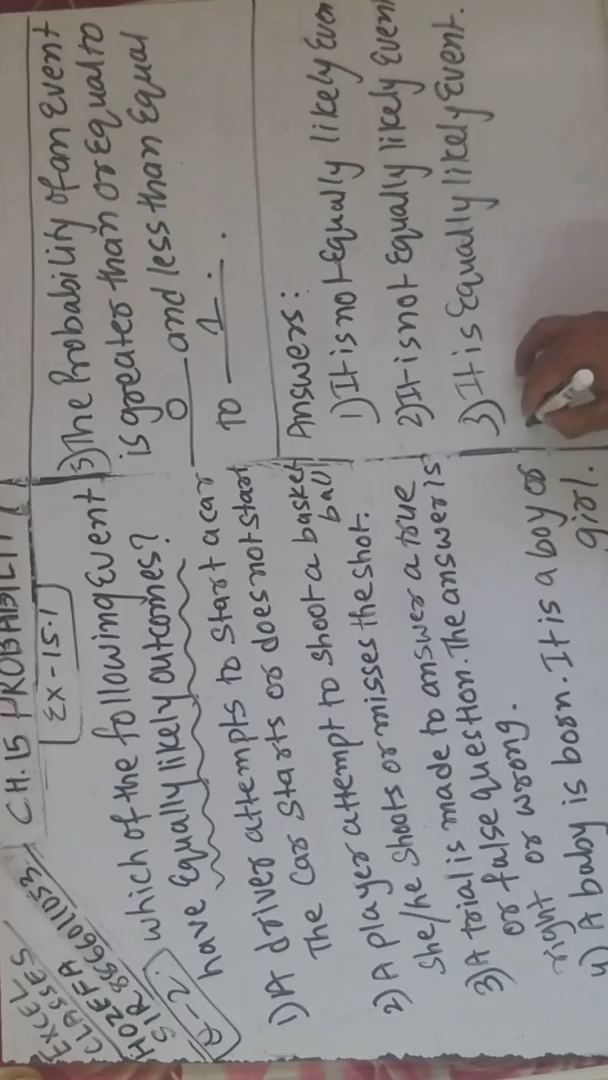 EXCEL
CLASSES
HOZEFA
SIR
CH. 15 PROBABILITY
EX-15.1
Q-2. which of the following Event
have Equally likely outcomes?
1) A driver attempts to start a car
The car starts or does not start
2) A player attempt to shoot a basket
ball
she/he shoots or misses the shot.
3) A trial is made to answer a true
or false question. The answer is
right or wrong.
4) A baby is born. It is a boy or
girl.
5) The Probability of an Event
is greater than or Equal to
0 and less than Equal
to 1.
Answers:
1) It is not Equally likely Even
2) It is not Equally likely Event
3) It is Equally likely Event.